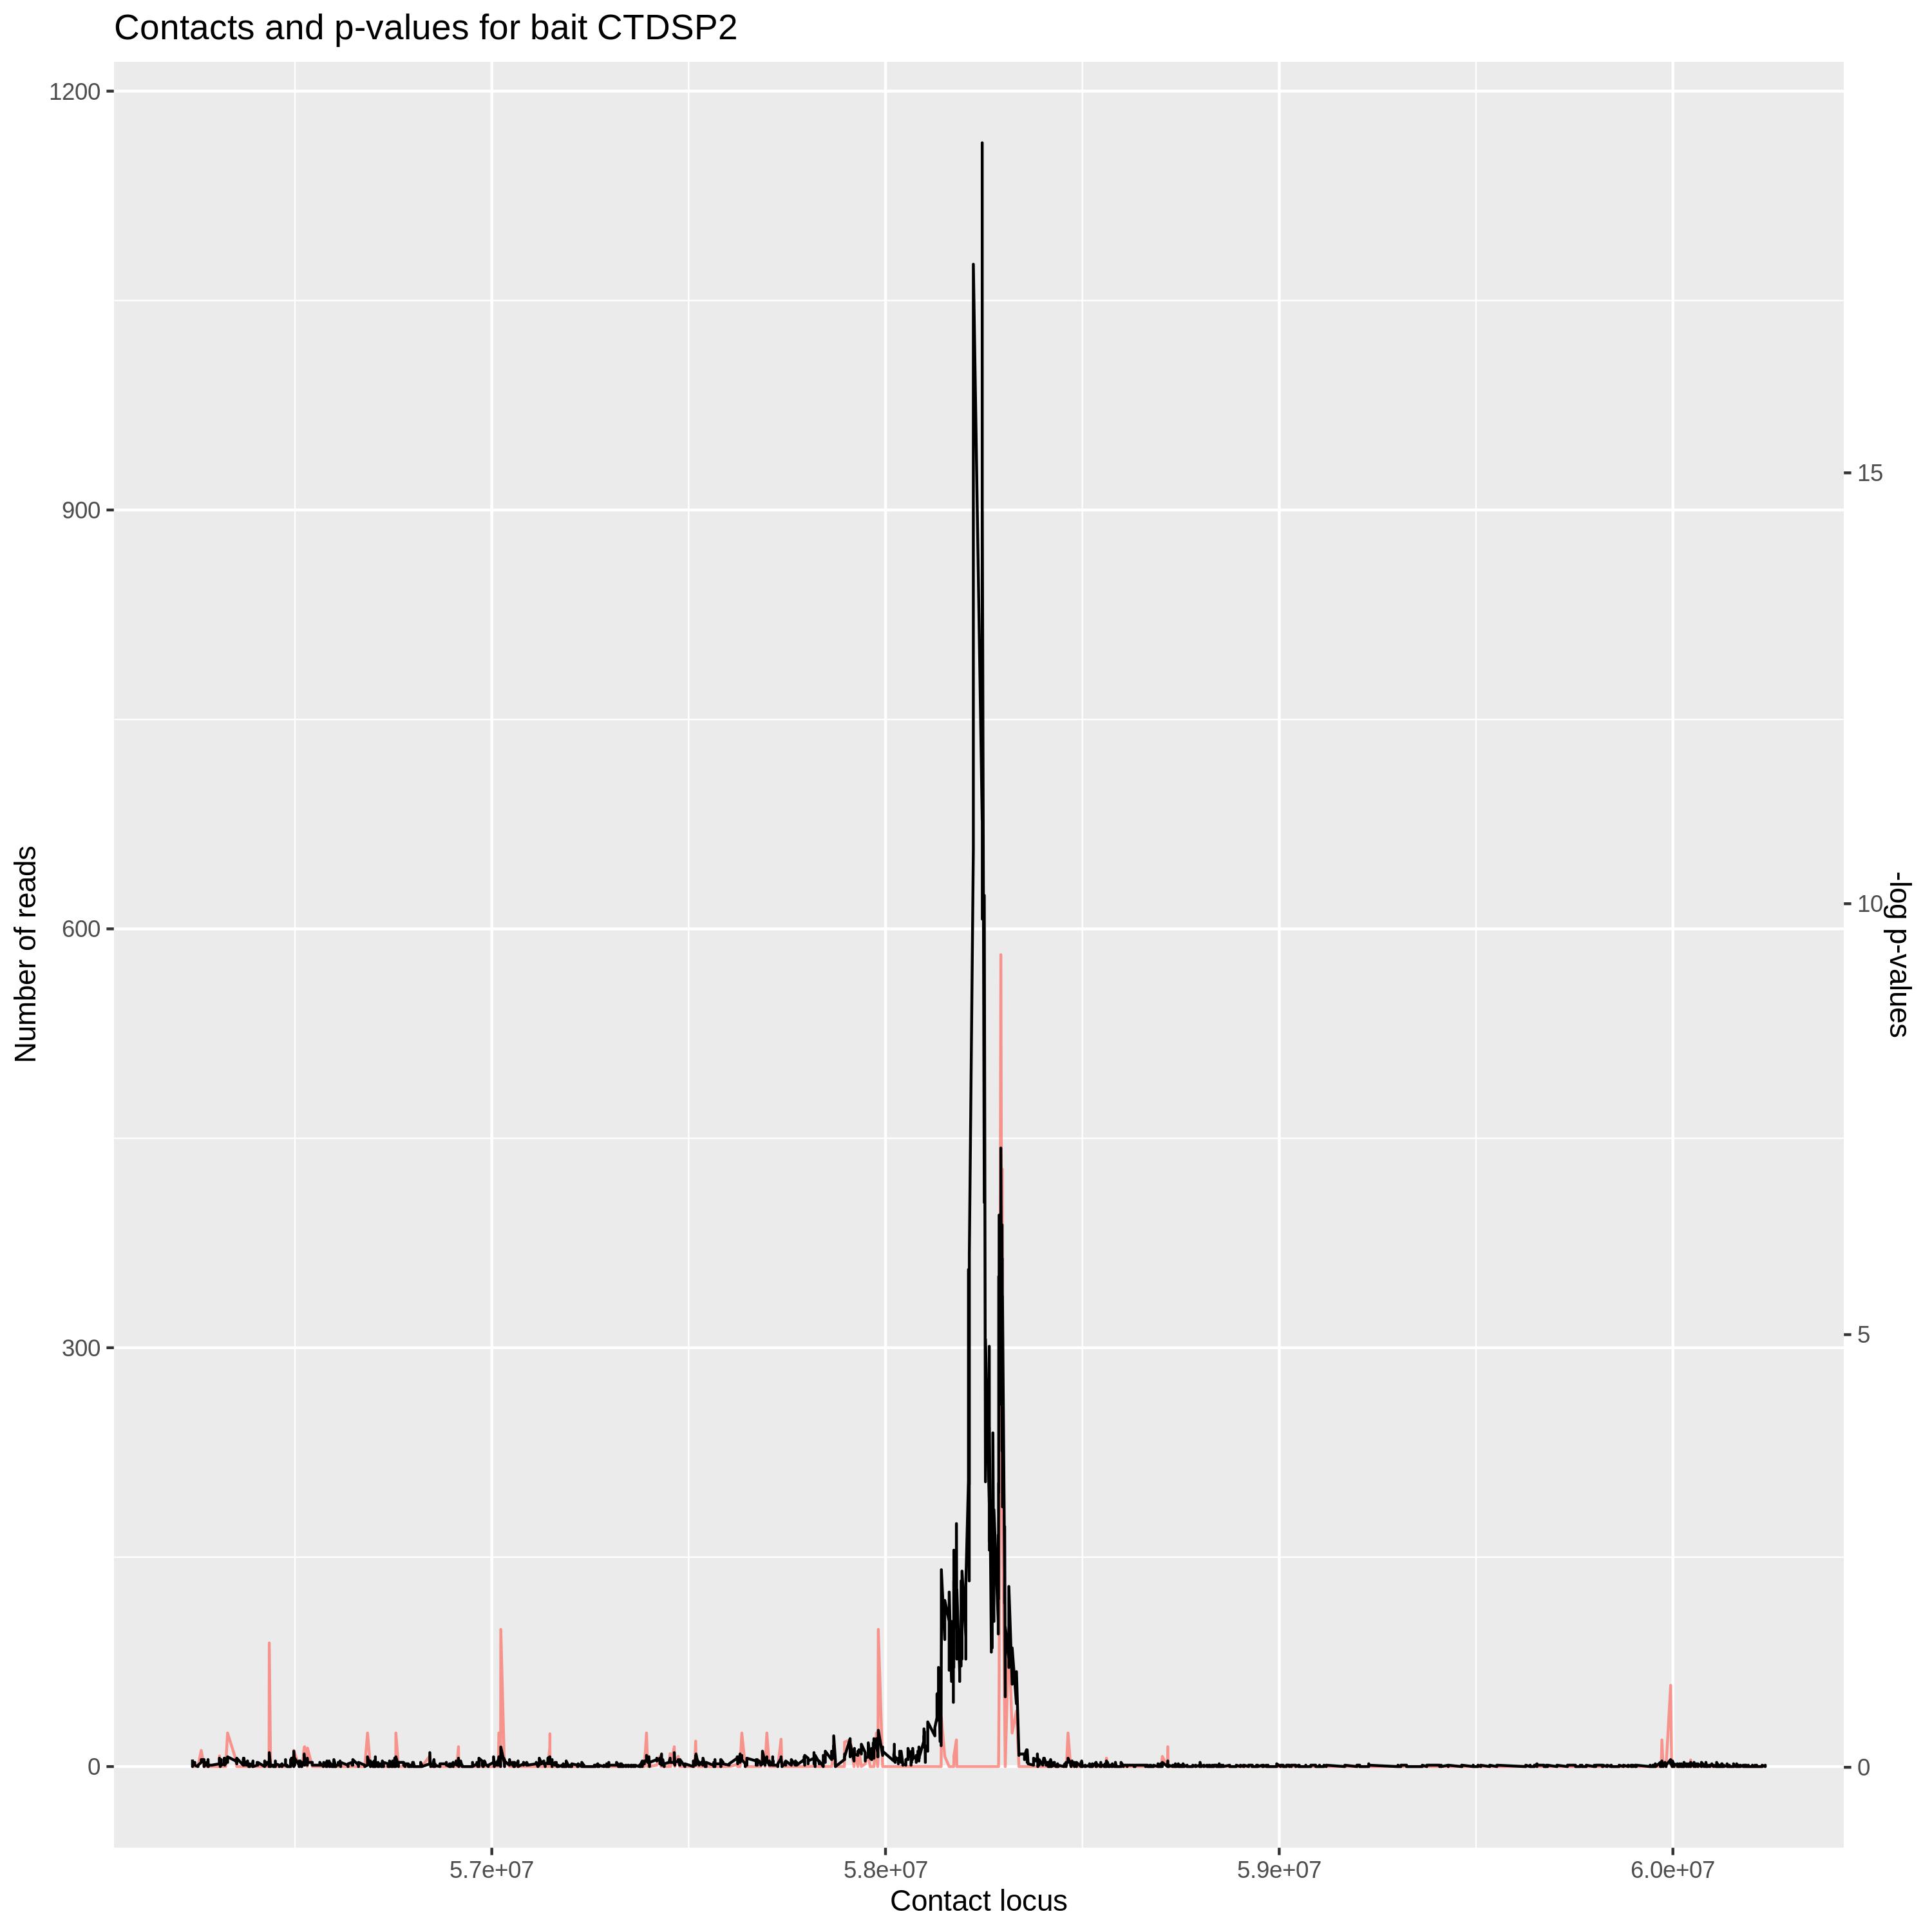 Contacts and p-values for bait CTDSP2
1200
900
600
300
0
Number of reads
15
10
5
0
-log p-values
5.7e+07
5.8e+07
5.9e+07
6.0e+07
Contact locus